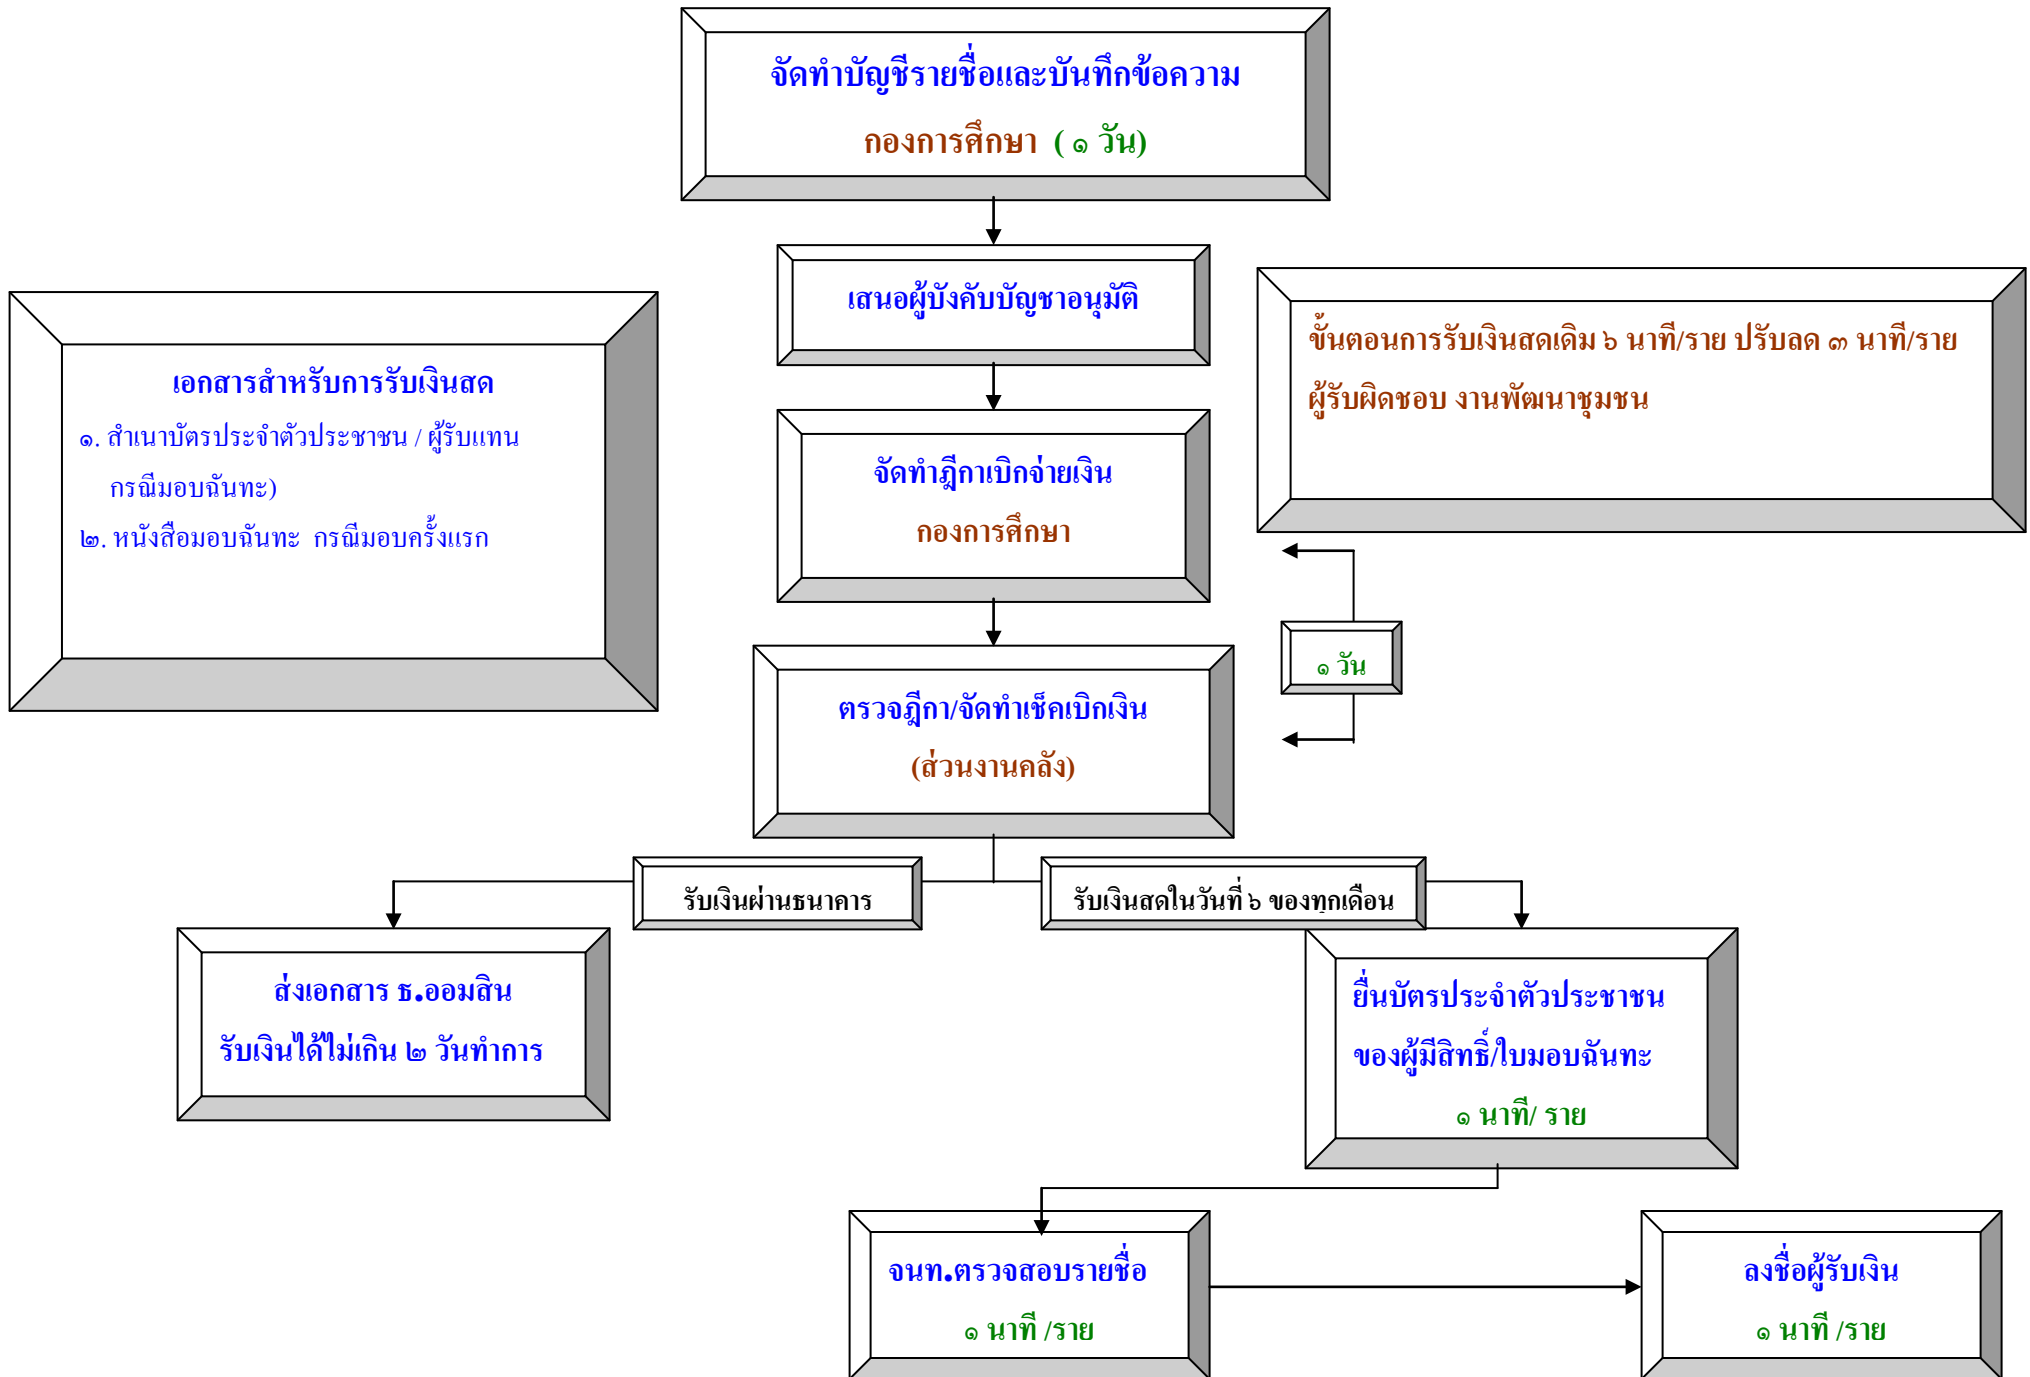 จัดทำบัญชีรายชื่อและบันทึกข้อความ
กองการศึกษา ( ๑ วัน)
เสนอผู้บังคับบัญชาอนุมัติ
เอกสารสำหรับการรับเงินสด
๑. สำเนาบัตรประจำตัวประชาชน / ผู้รับแทน
กรณีมอบฉันทะ)
๒. หนังสือมอบฉันทะ กรณีมอบครั้งแรก
ขั้นตอนการรับเงินสดเดิม ๖ นาที/ราย ปรับลด ๓ นาที/ราย
ผู้รับผิดชอบ งานพัฒนาชุมชน
จัดทำฎีกาเบิกจ่ายเงิน
กองการศึกษา
๑ วัน
ตรวจฎีกา/จัดทำเช็คเบิกเงิน
(ส่วนงานคลัง)
รับเงินผ่านธนาคาร
รับเงินสดในวันที่ ๖ ของทุกเดือน
ส่งเอกสาร ธ.ออมสิน
รับเงินได้ไม่เกิน ๒ วันทำการ
ยื่นบัตรประจำตัวประชาชน
ของผู้มีสิทธิ์/ใบมอบฉันทะ
๑ นาที/ ราย
จนท.ตรวจสอบรายชื่อ
๑ นาที /ราย
ลงชื่อผู้รับเงิน
๑ นาที /ราย